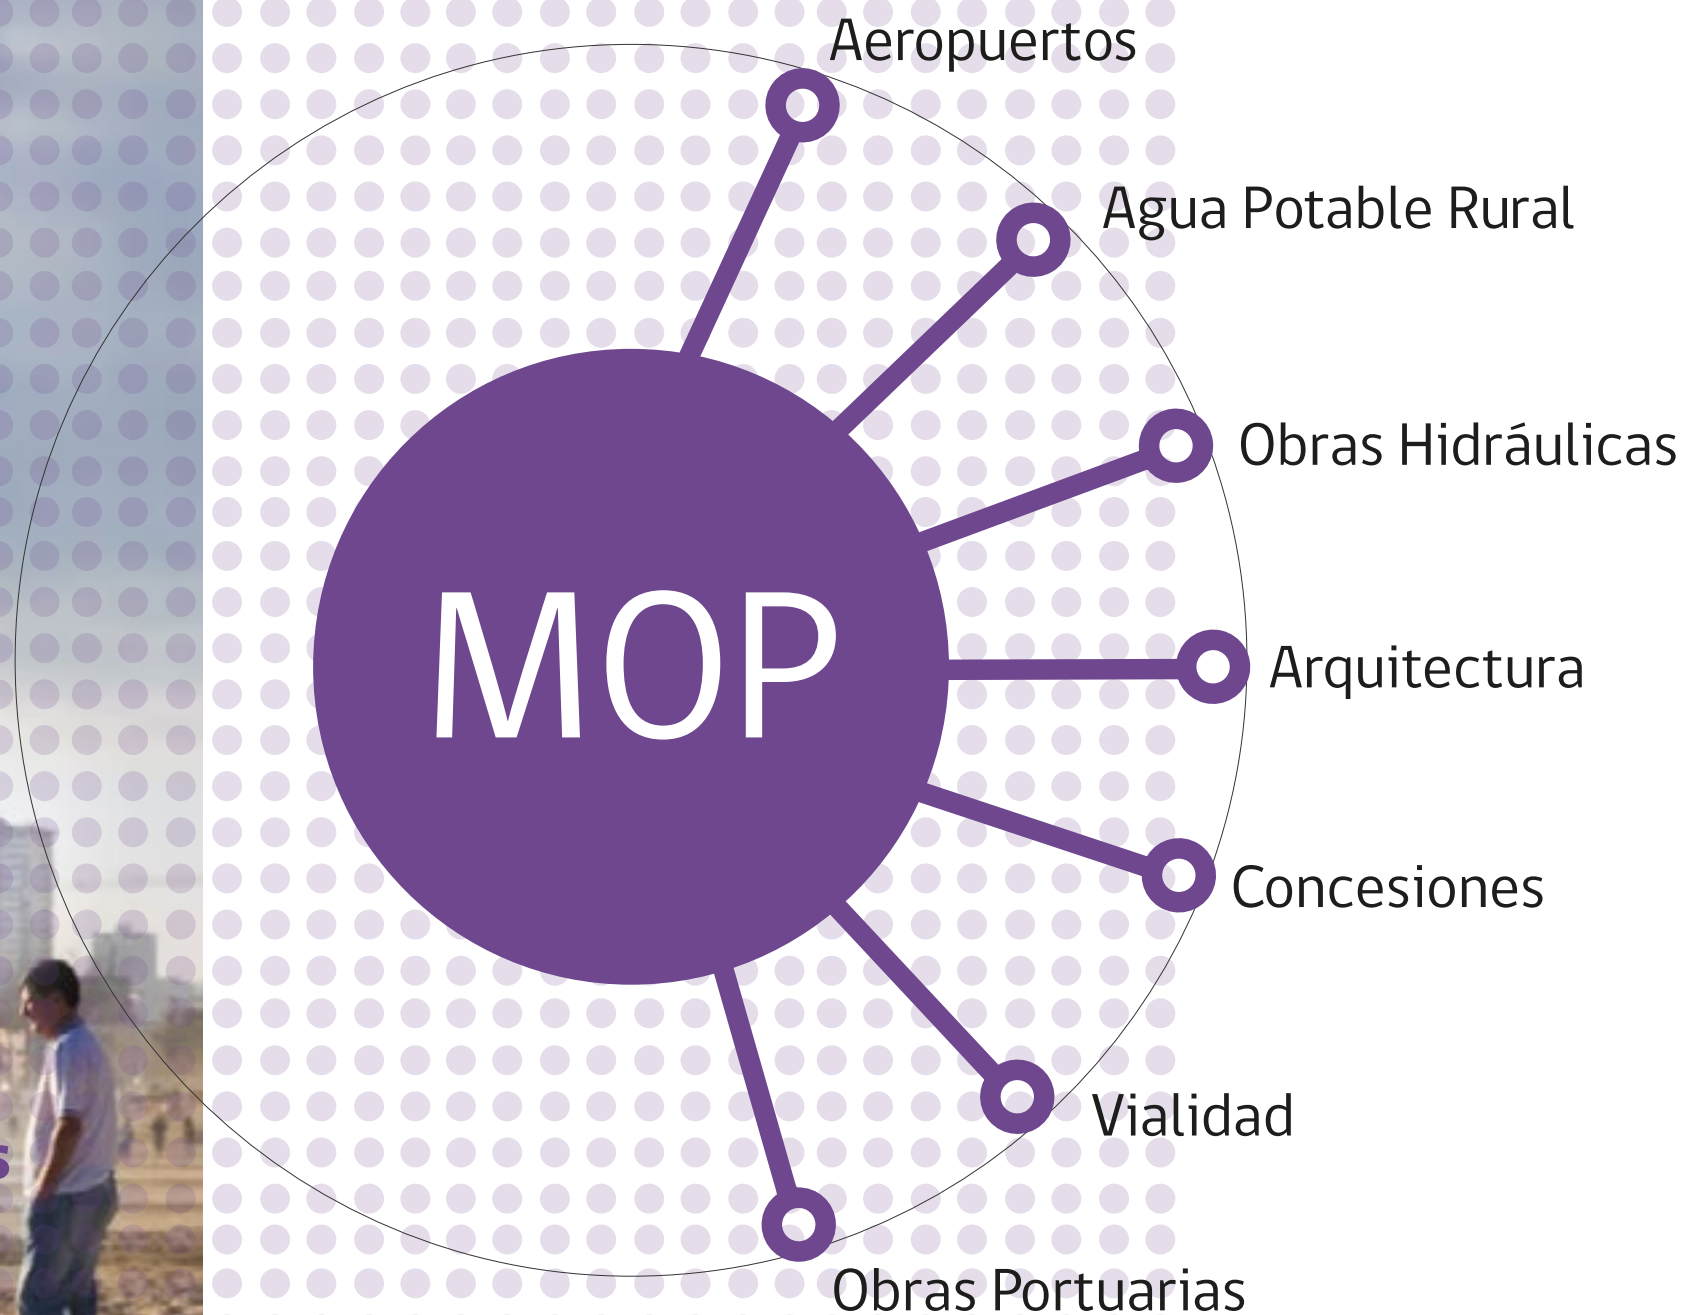 Aeropuertos
Agua Potable Rural
Obras Hidráulicas
MOP
Arquitectura
Concesiones
Vialidad
Obras Portuarias